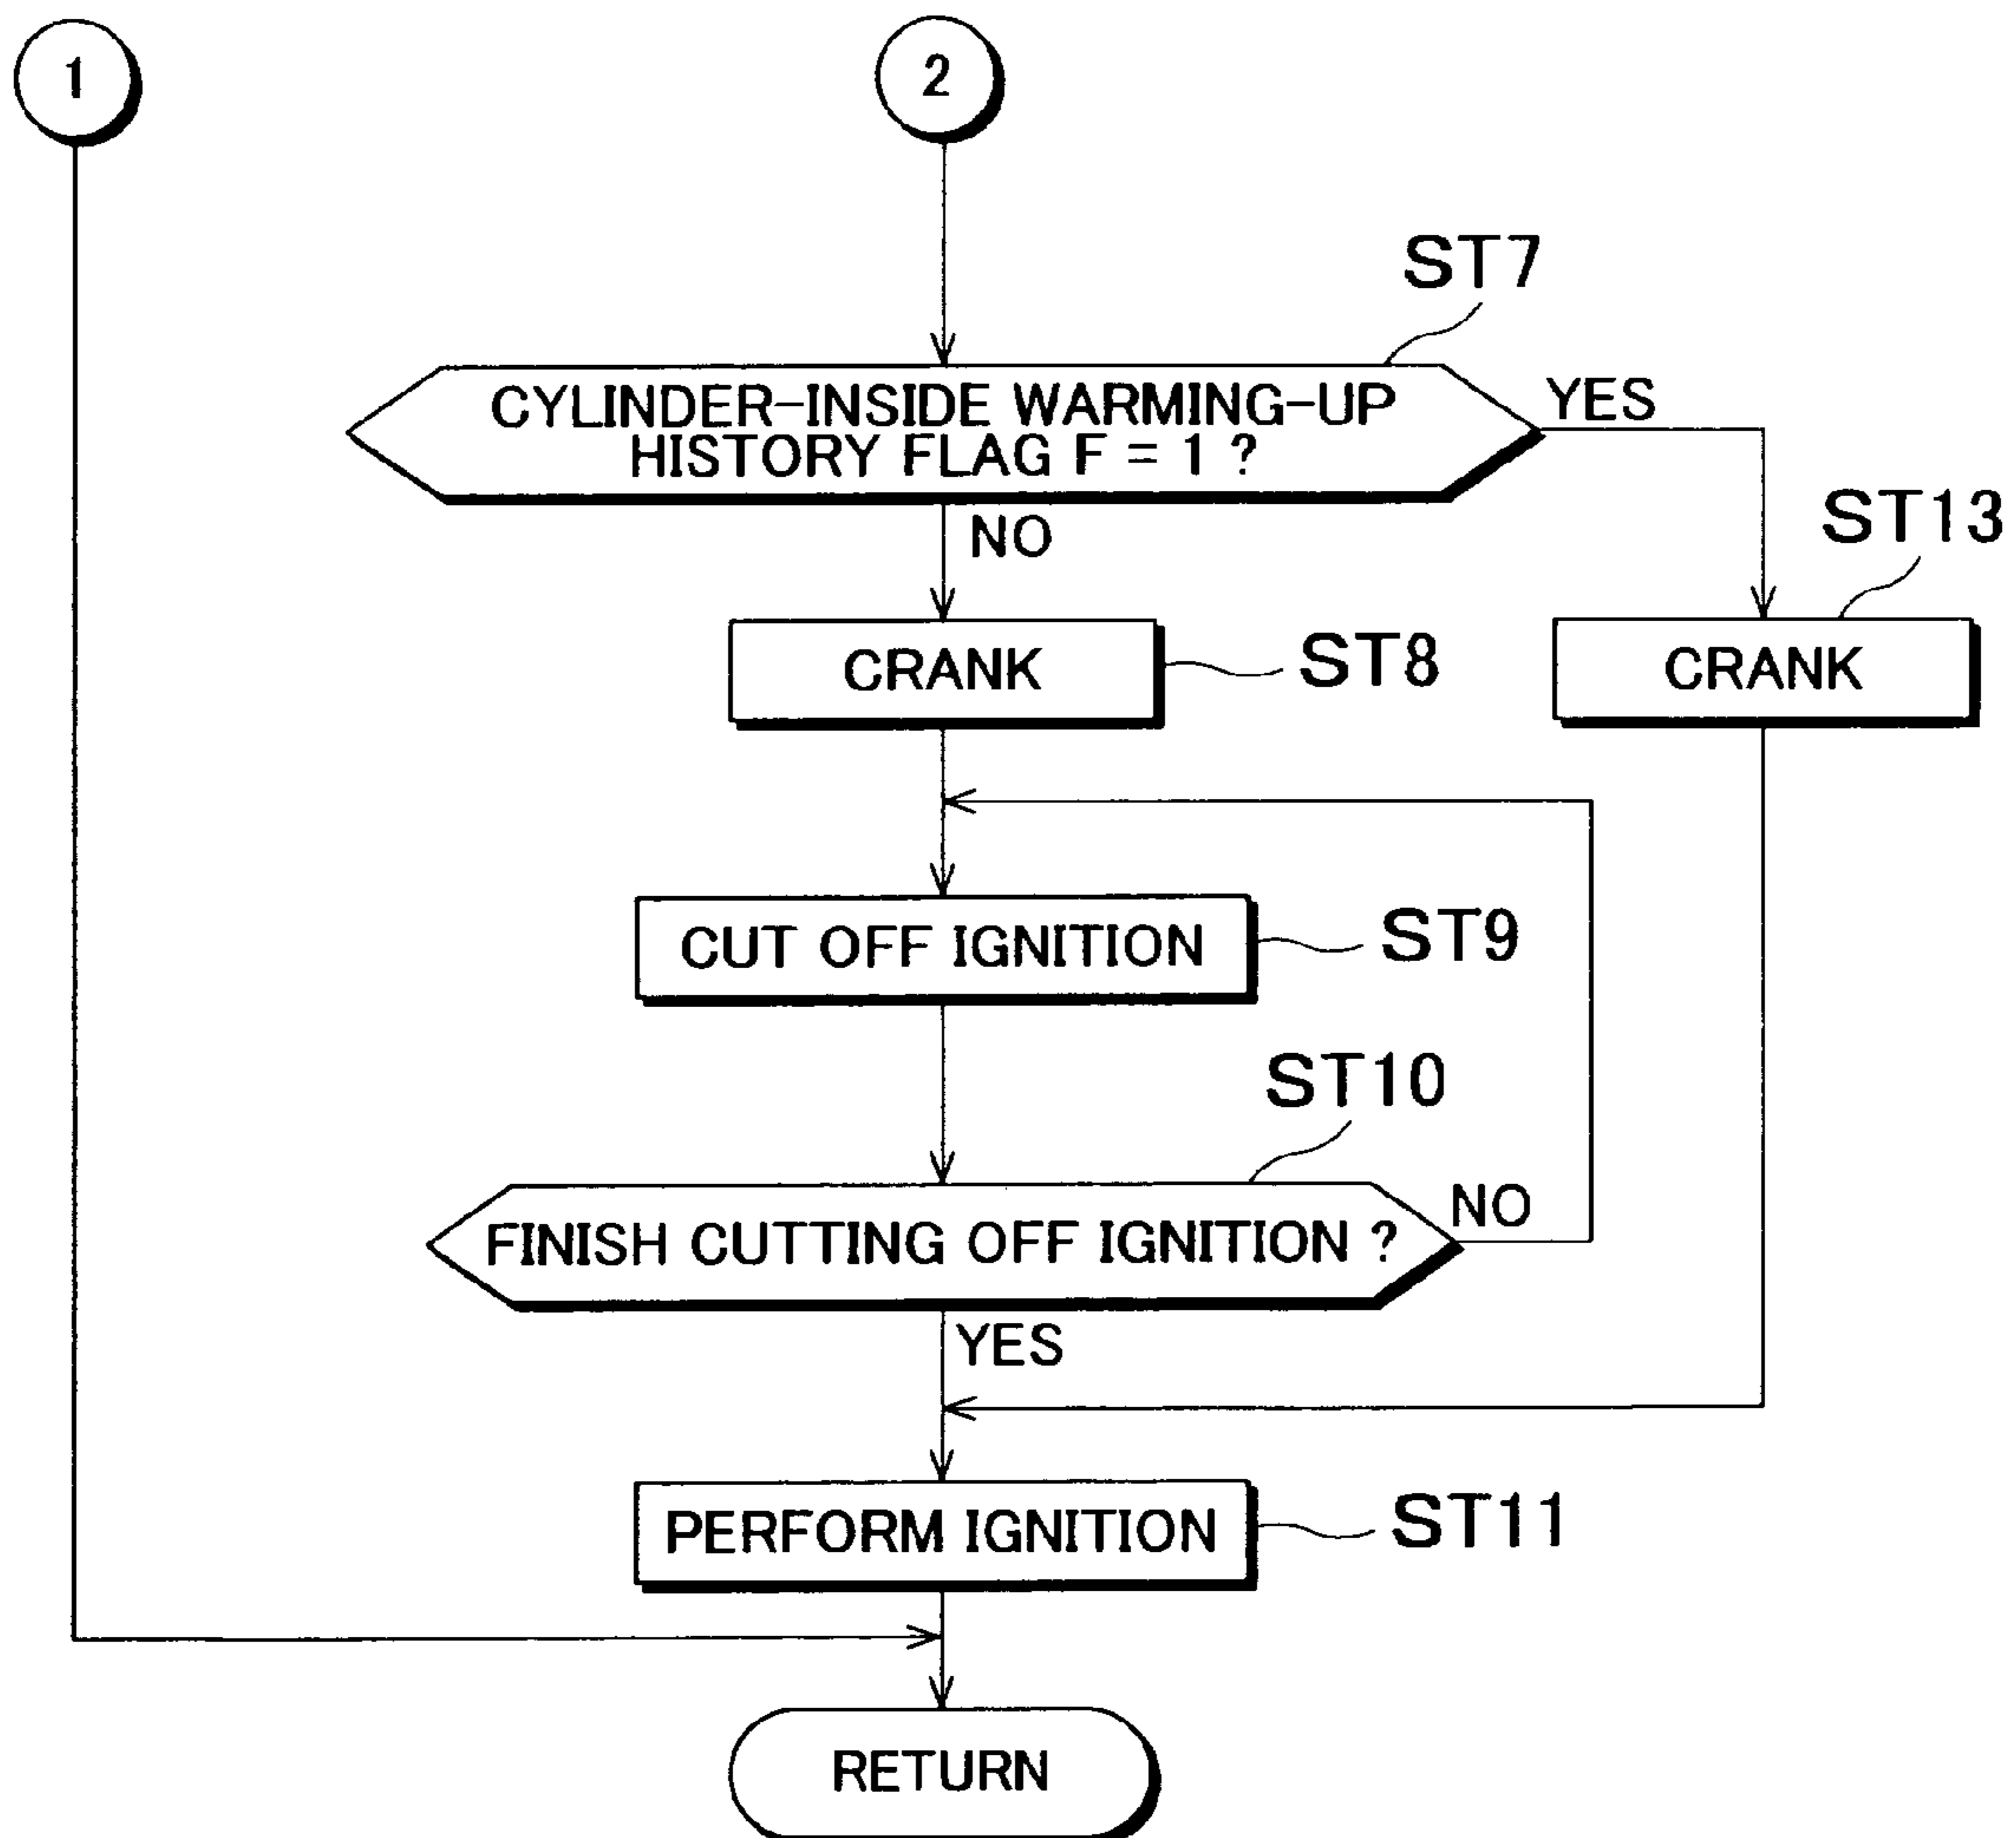 1
2
ST7
CYLINDER-INSIDE WARMING-UP
HISTORY FLAG F = 1 ?
YES
NO
ST13
CRANK
ST8
CRANK
CUT OFF IGNITION
ST9
ST10
FINISH CUTTING OFF IGNITION ?
NO
YES
PERFORM IGNITION
ST11
RETURN